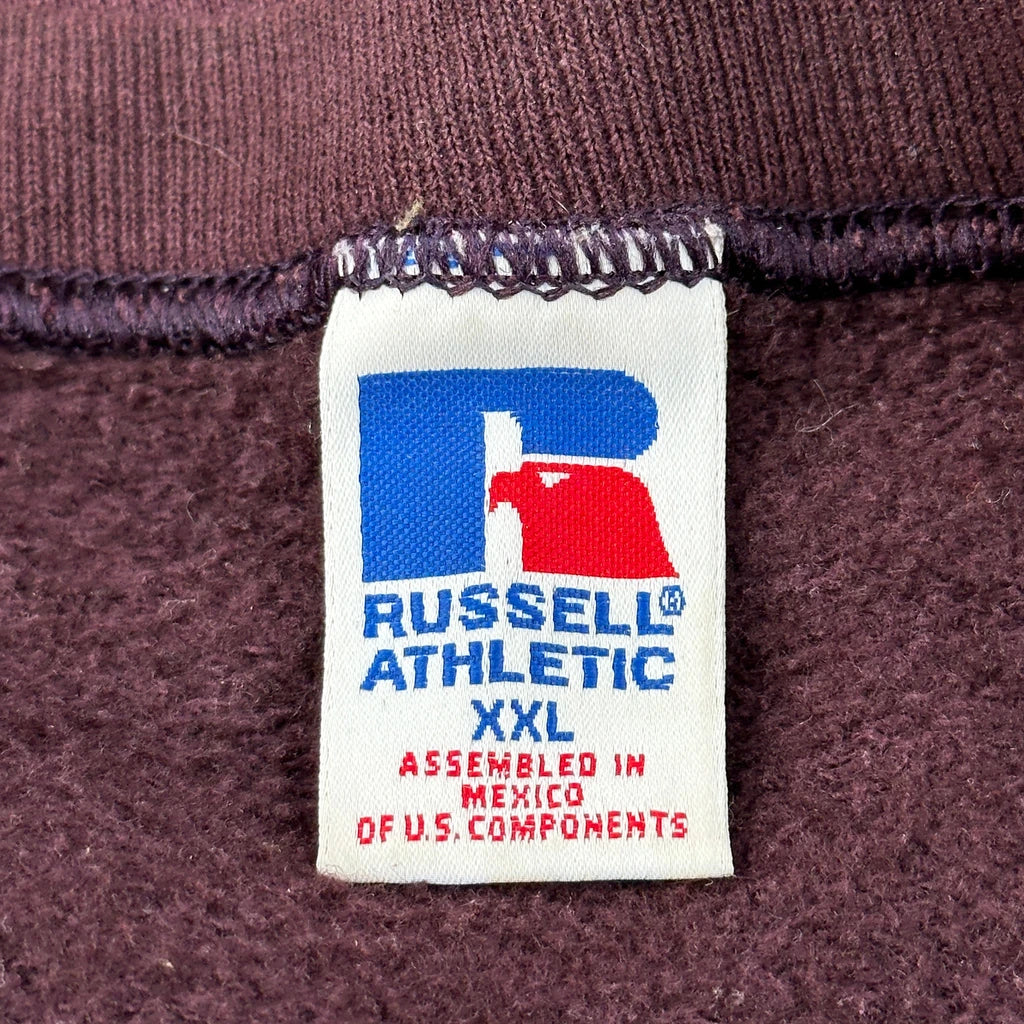 R
RUSSELL®
ATHLETIC
XXL
ASSEMBLED IN
MEXICO
OF U.S. COMPONENTS